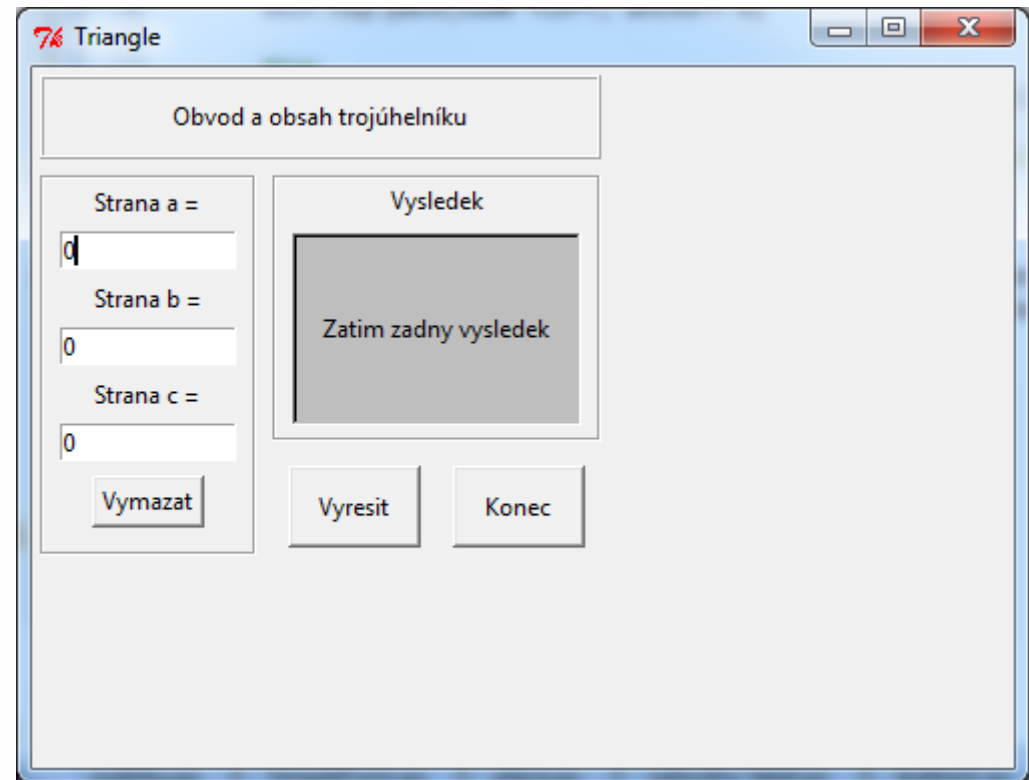 Triangle
Obvod a obsah trojúhelníku
Strana a =
0
Strana b =
0
Strana c =
0
Vymazat
Vysledek
Zatim zadny vysledek
Vyresit
Konec